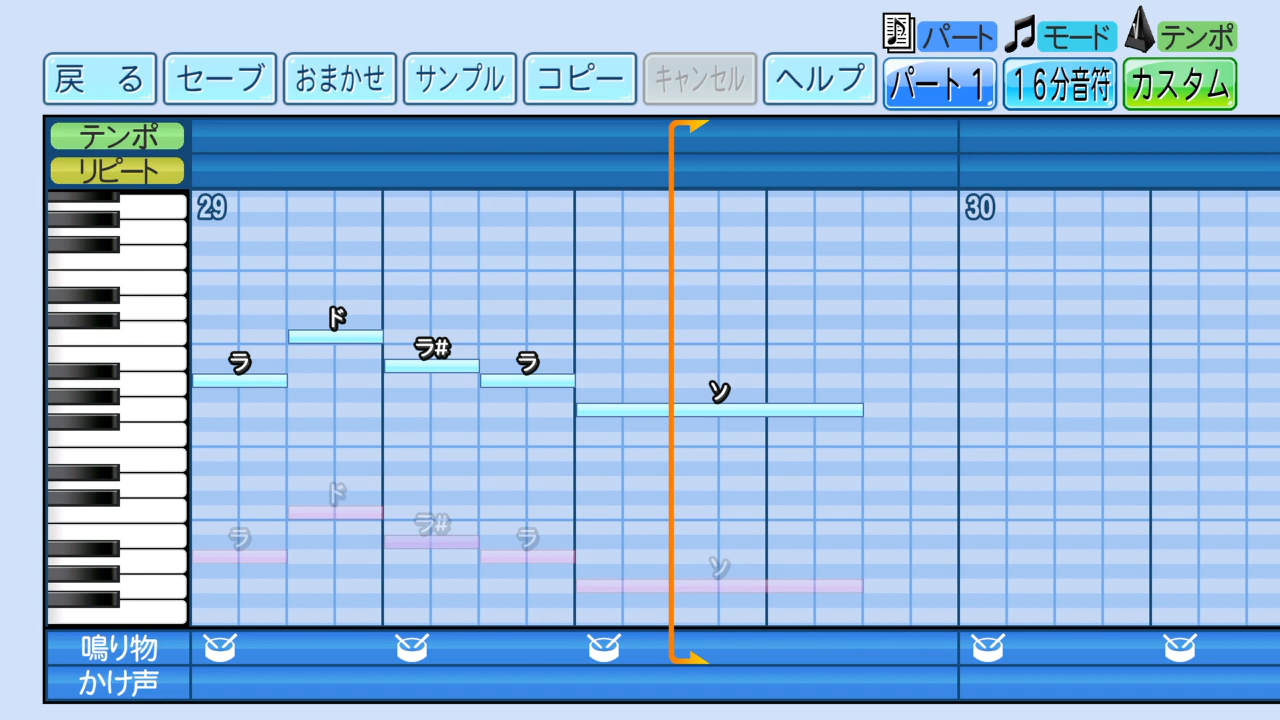 パート モード テンポ
戻る セーブ おまかせ サンプル コピー キャンセル ヘルプ パート1 16分音符 カスタム
テンポ
リピート
29 30
ド
ラ#
ラ ラ
ソ
ド
ラ#
ラ ラ
ソ
鳴り物
かけ声